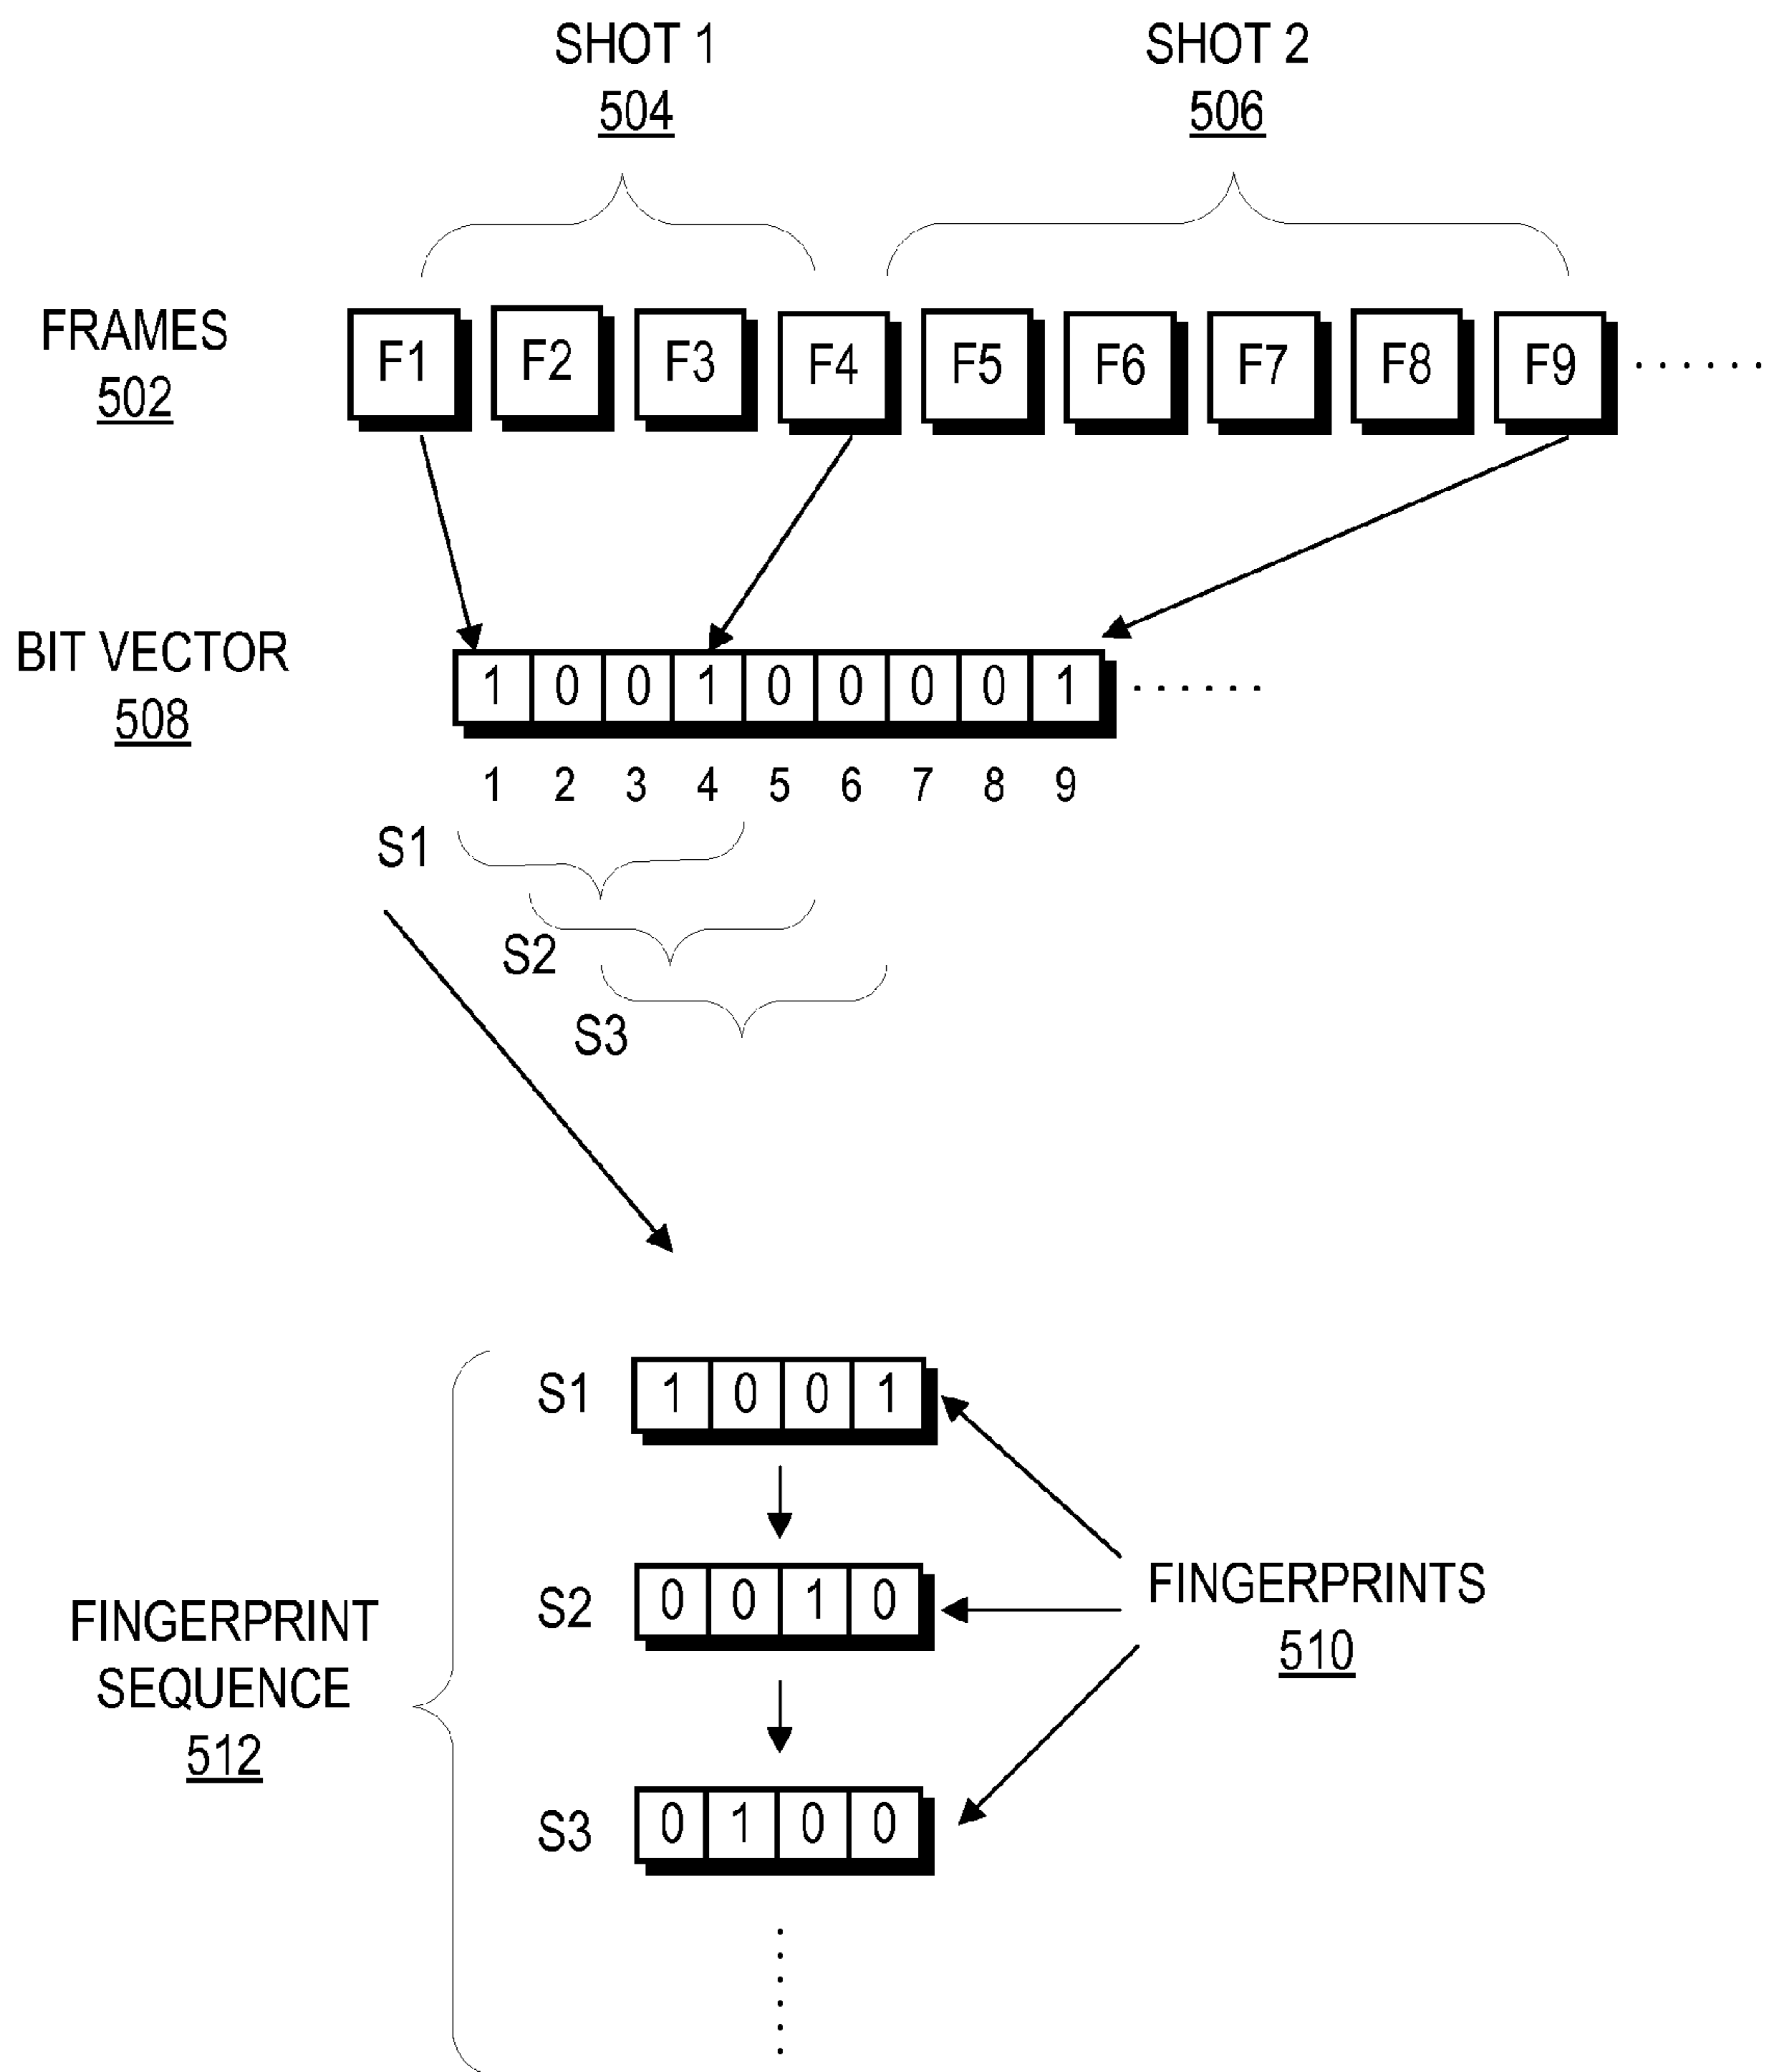 SHOT 1
504
SHOT 2
506
FRAMES
502
F1 F2 F3 F4 F5 F6 F7 F8 F9 ......
BIT VECTOR
508
1 0 0 1 0 0 0 0 1 ......
1 2 3 4 5 6 7 8 9
S1
S2
S3
S1 1 0 0 1
S2 0 0 1 0
S3 0 1 0 0
FINGERPRINTS
510
FINGERPRINT
SEQUENCE
512